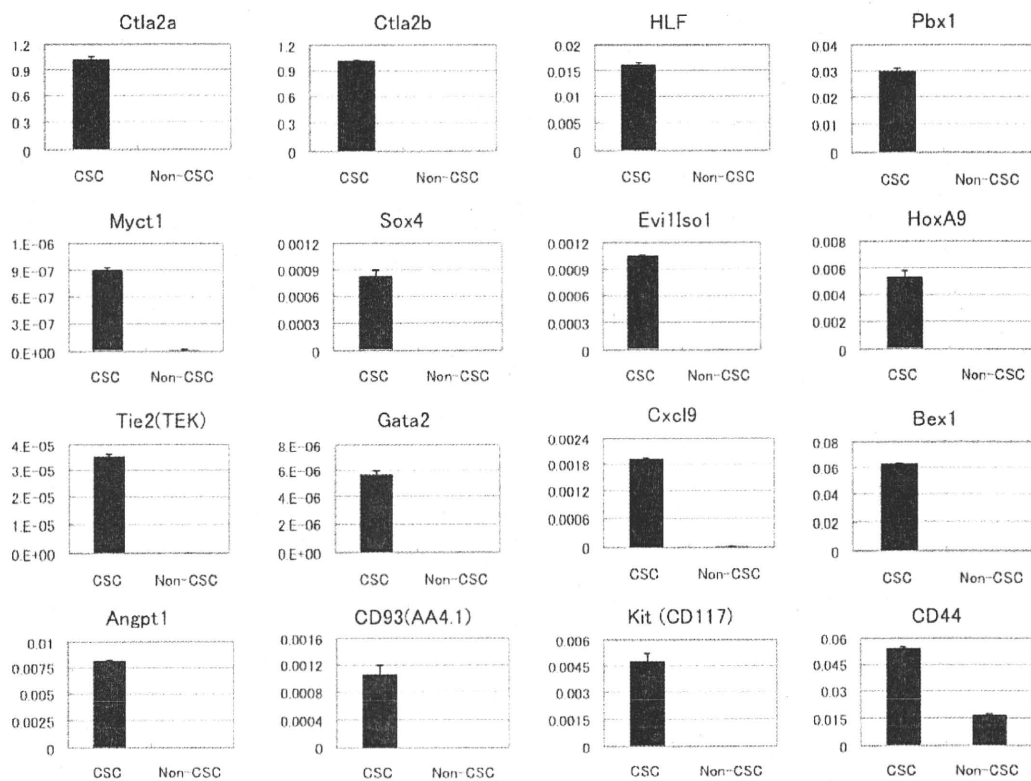 Ctla2a Ctla2b HLF Pbx1
1.2 1.2 0.02 0.04
0.9 0.9 0.015 0.03
0.6 0.6 0.01 0.02
0.3 0.3 0.005 0.01
0 0 0 0
CSC Non-CSC CSC Non-CSC CSC Non-CSC CSC Non-CSC
Myct1 Sox4 Evi1Iso1 HoxA9
1.E-06 0.0012 0.0012 0.008
9.E-07 0.0009 0.0009 0.006
6.E-07 0.0006 0.0006 0.004
3.E-07 0.0003 0.0003 0.002
0.E+00 0 0 0
CSC Non-CSC CSC Non-CSC CSC Non-CSC CSC Non-CSC
Tie2(TEK) Gata2 Cxcl9 Bex1
4.E-05 8.E-06 0.0024 0.08
3.E-05 6.E-06 0.0018 0.06
2.E-05 4.E-06 0.0012 0.04
1.E-05 2.E-06 0.0006 0.02
0.E+00 0.E+00 0 0
CSC Non-CSC CSC Non-CSC CSC Non-CSC CSC Non-CSC
Angpt1 CD93(AA4.1) Kit (CD117) CD44
0.01 0.0016 0.006 0.06
0.0075 0.0012 0.0045 0.045
0.005 0.0008 0.003 0.03
0.0025 0.0004 0.0015 0.015
0 0 0 0
CSC Non-CSC CSC Non-CSC CSC Non-CSC CSC Non-CSC